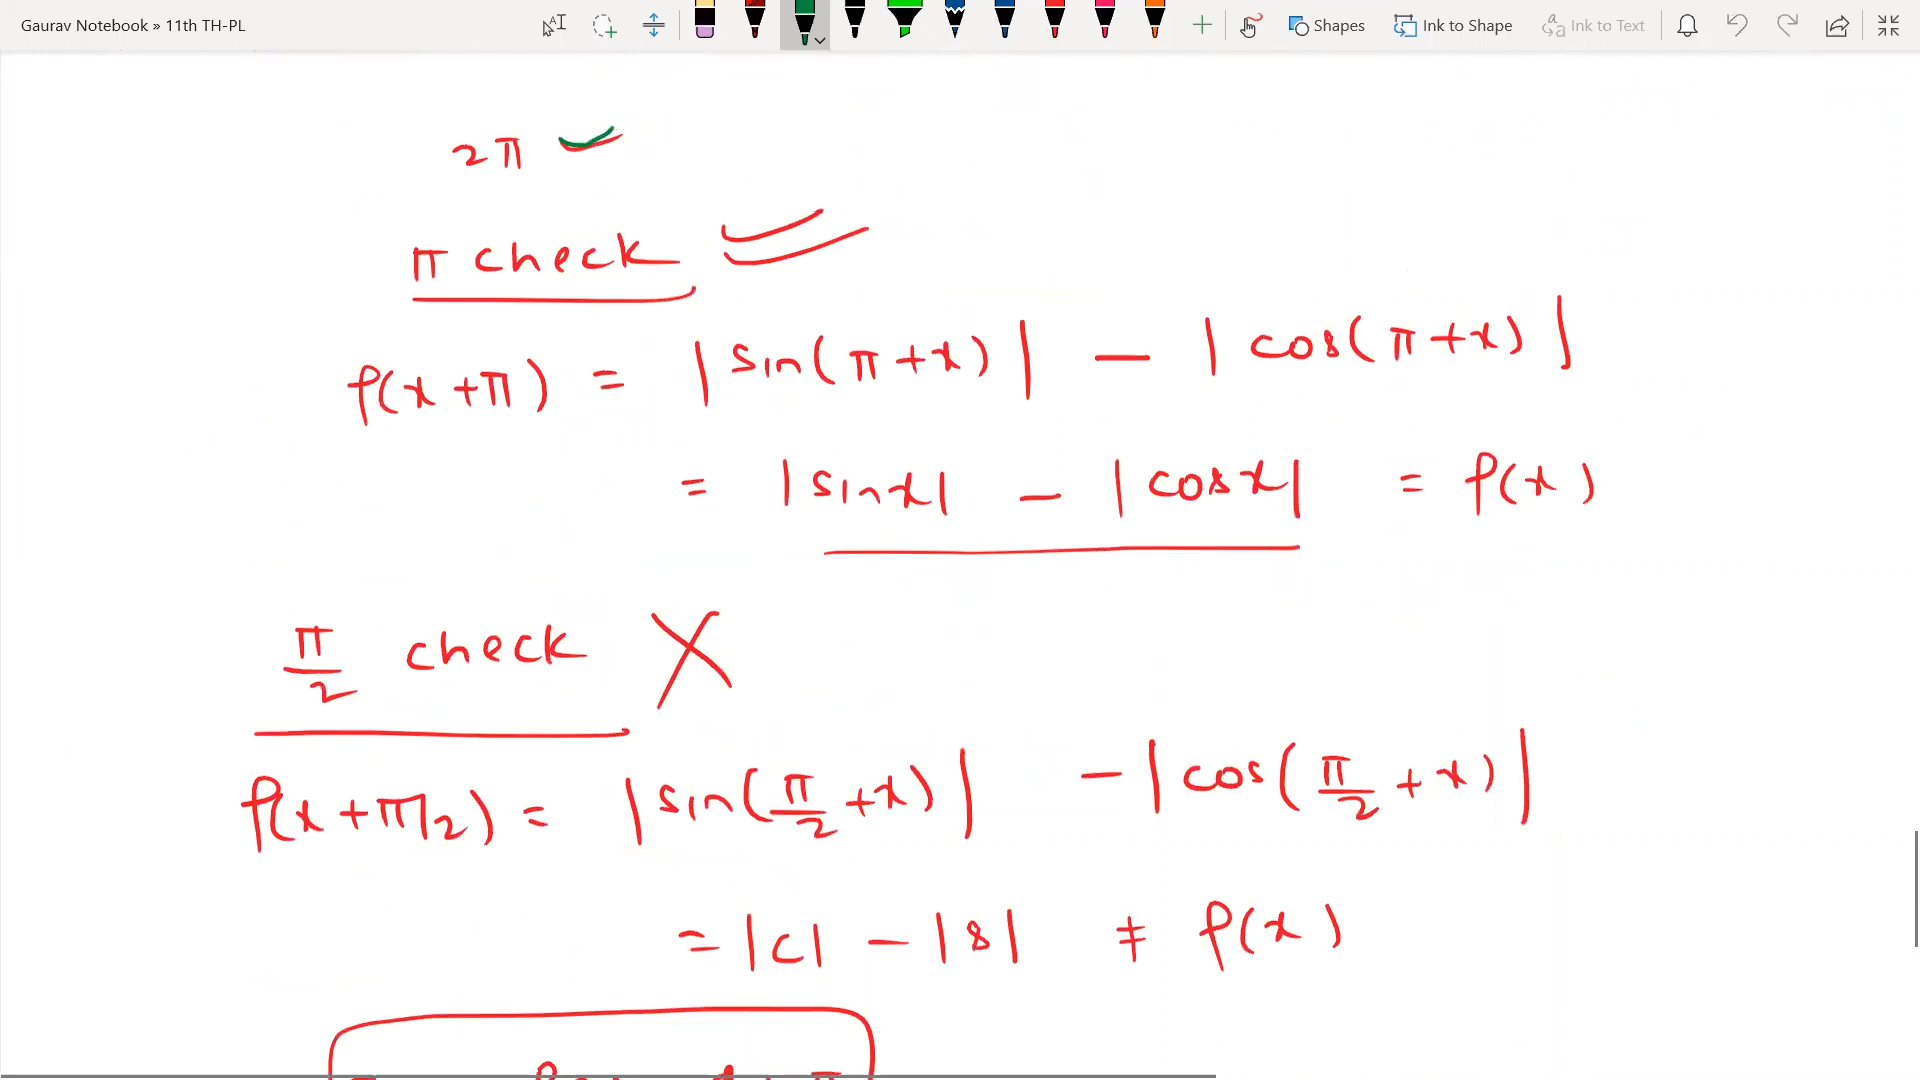 Gaurav Notebook » 11th TH-PL
Shapes
Ink to Shape
Ink to Text
2π
π check
f(x+π) = |sin(π+x)| − |cos(π+x)|
= |sinx| − |cosx| = f(x)
π/2 check
f(x+π/2) = |sin(π/2+x)| − |cos(π/2+x)|
= |c| − |s| ≠ f(x)